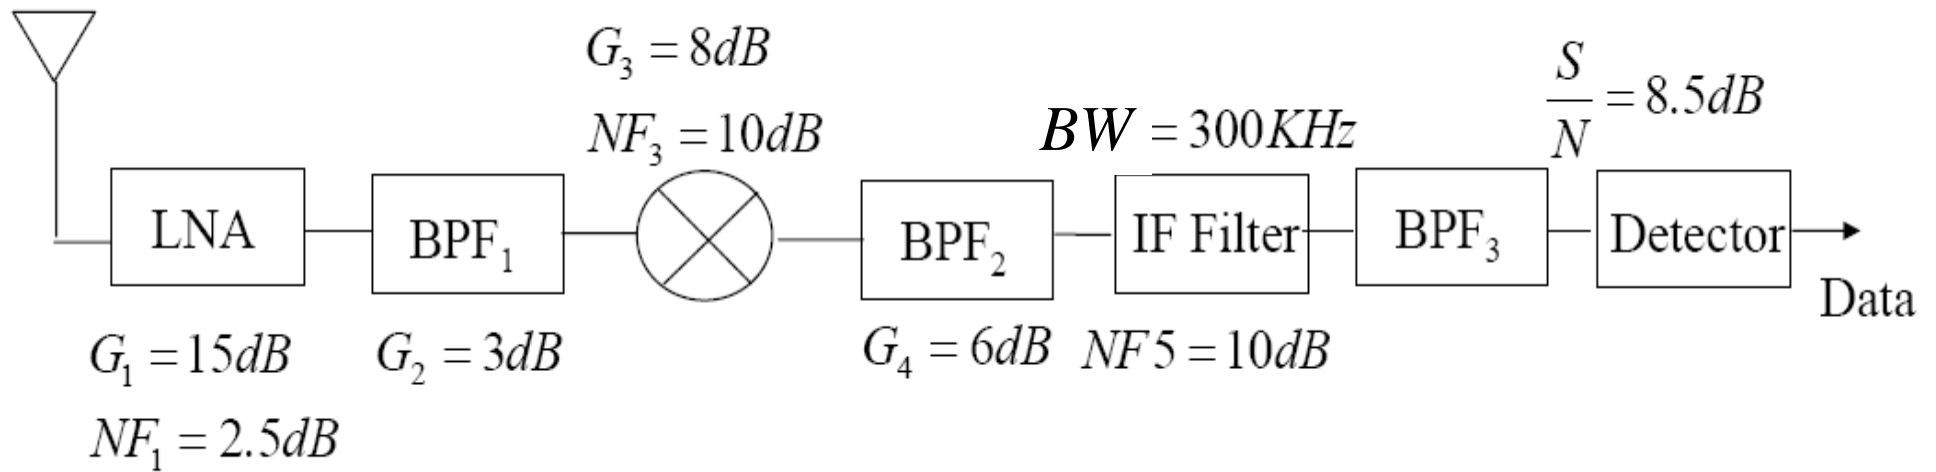 G₃ = 8dB
NF₃ = 10dB
BW = 300KHz
S/N = 8.5dB
LNA
BPF₁
BPF₂
IF Filter
BPF₃
Detector
Data
G₁ = 15dB
G₂ = 3dB
G₄ = 6dB
NF5 = 10dB
NF₁ = 2.5dB